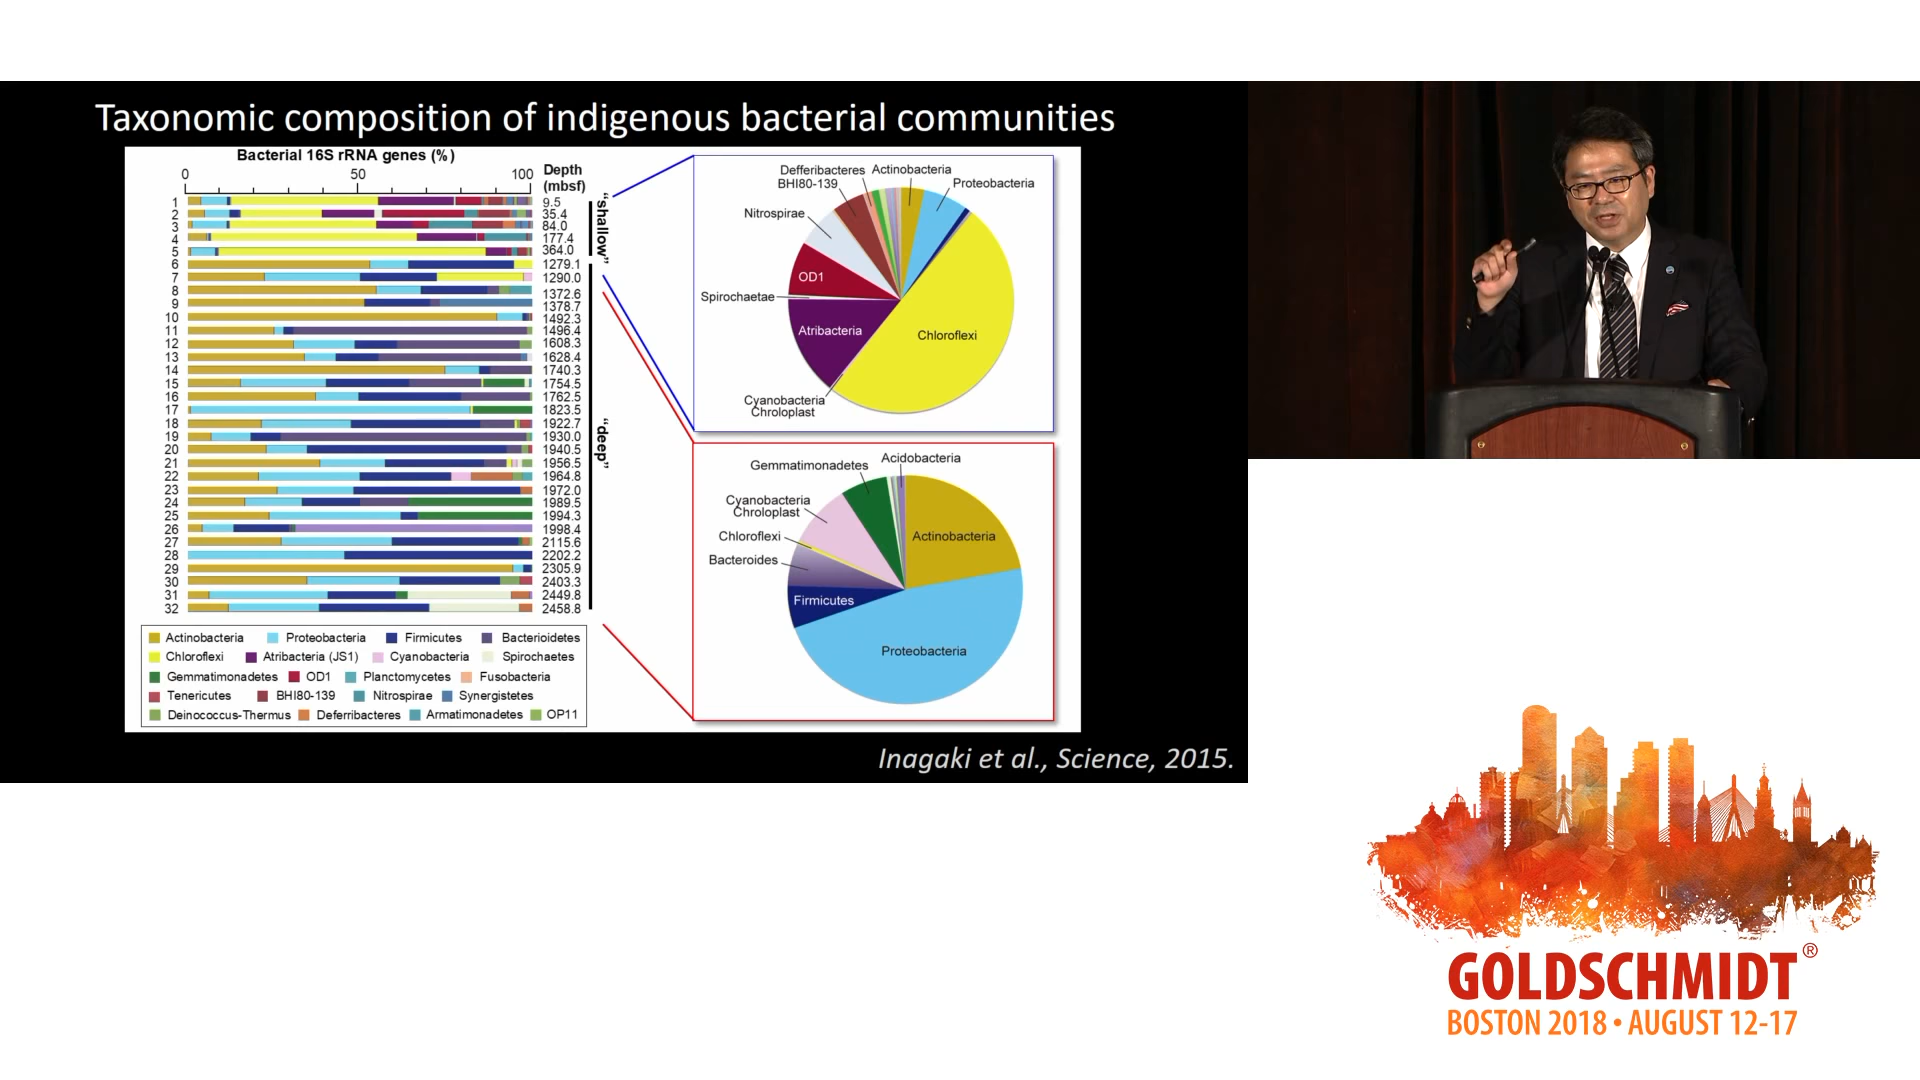 Taxonomic composition of indigenous bacterial communities
Bacterial 16S rRNA genes (%)
0 50 100
Depth
(mbsf)
1 9.5
2 35.4
3 84.0
4 177.4
5 364.0
6 1279.1
7 1290.0
8 1372.6
9 1378.7
10 1492.3
11 1496.4
12 1608.3
13 1628.4
14 1740.3
15 1754.5
16 1762.5
17 1823.5
18 1922.7
19 1930.0
20 1940.5
21 1956.5
22 1964.8
23 1972.0
24 1989.5
25 1994.3
26 1998.4
27 2115.6
28 2202.2
29 2305.9
30 2403.3
31 2449.8
32 2458.8
"shallow"
"deep"
Actinobacteria Proteobacteria Firmicutes Bacterioidetes
Chloroflexi Atribacteria (JS1) Cyanobacteria Spirochaetes
Gemmatimonadetes OD1 Planctomycetes Fusobacteria
Tenericutes BHI80-139 Nitrospirae Synergistetes
Deinococcus-Thermus Deferribacteres Armatimonadetes OP11
Defferibacteres Actinobacteria
BHI80-139 Proteobacteria
Nitrospirae
OD1
Spirochaetae
Atribacteria
Chloroflexi
Cyanobacteria
Chroloplast
Acidobacteria
Gemmatimonadetes
Cyanobacteria
Chroloplast
Chloroflexi
Actinobacteria
Bacteroides
Firmicutes
Proteobacteria
Inagaki et al., Science, 2015.
GOLDSCHMIDT®
BOSTON 2018 • AUGUST 12-17